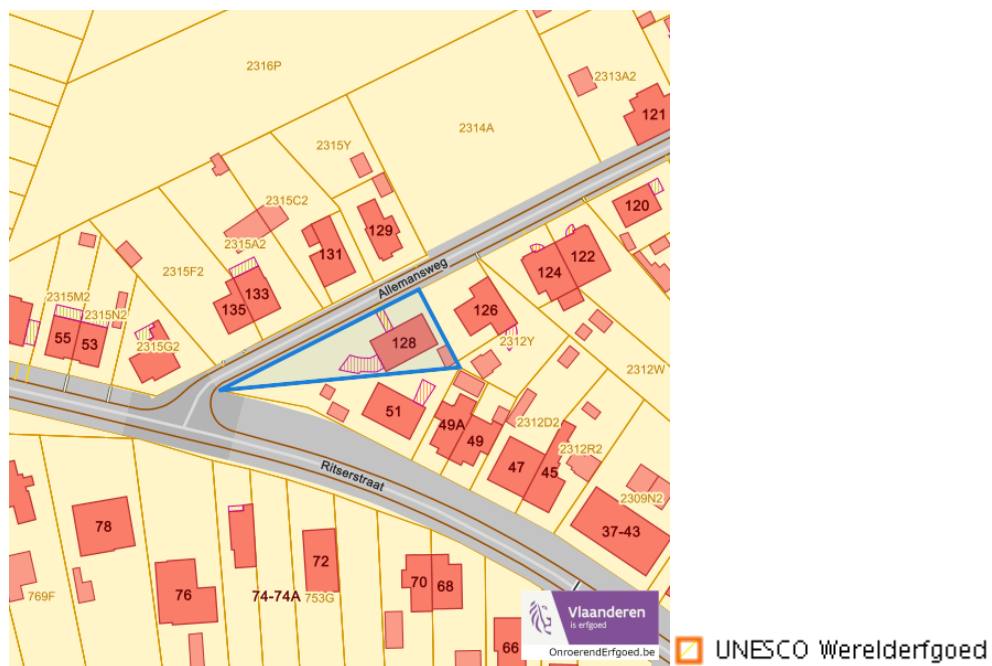 2316P
2313A2
121
2314A
2315Y
120
2315C2
129
2315A2
131
122
124
2315F2
Allemansweg
133
2315M2
135
126
2315N2
55
53
128
2312Y
2315G2
2312W
51
49A
2312D2
49
2312R2
47
45
Ritserstraat
2309N2
37-43
78
72
70
68
76
74-74A
753G
769F
66
Vlaanderen
is erfgoed
OnroerendErfgoed.be
UNESCO Werelderfgoed